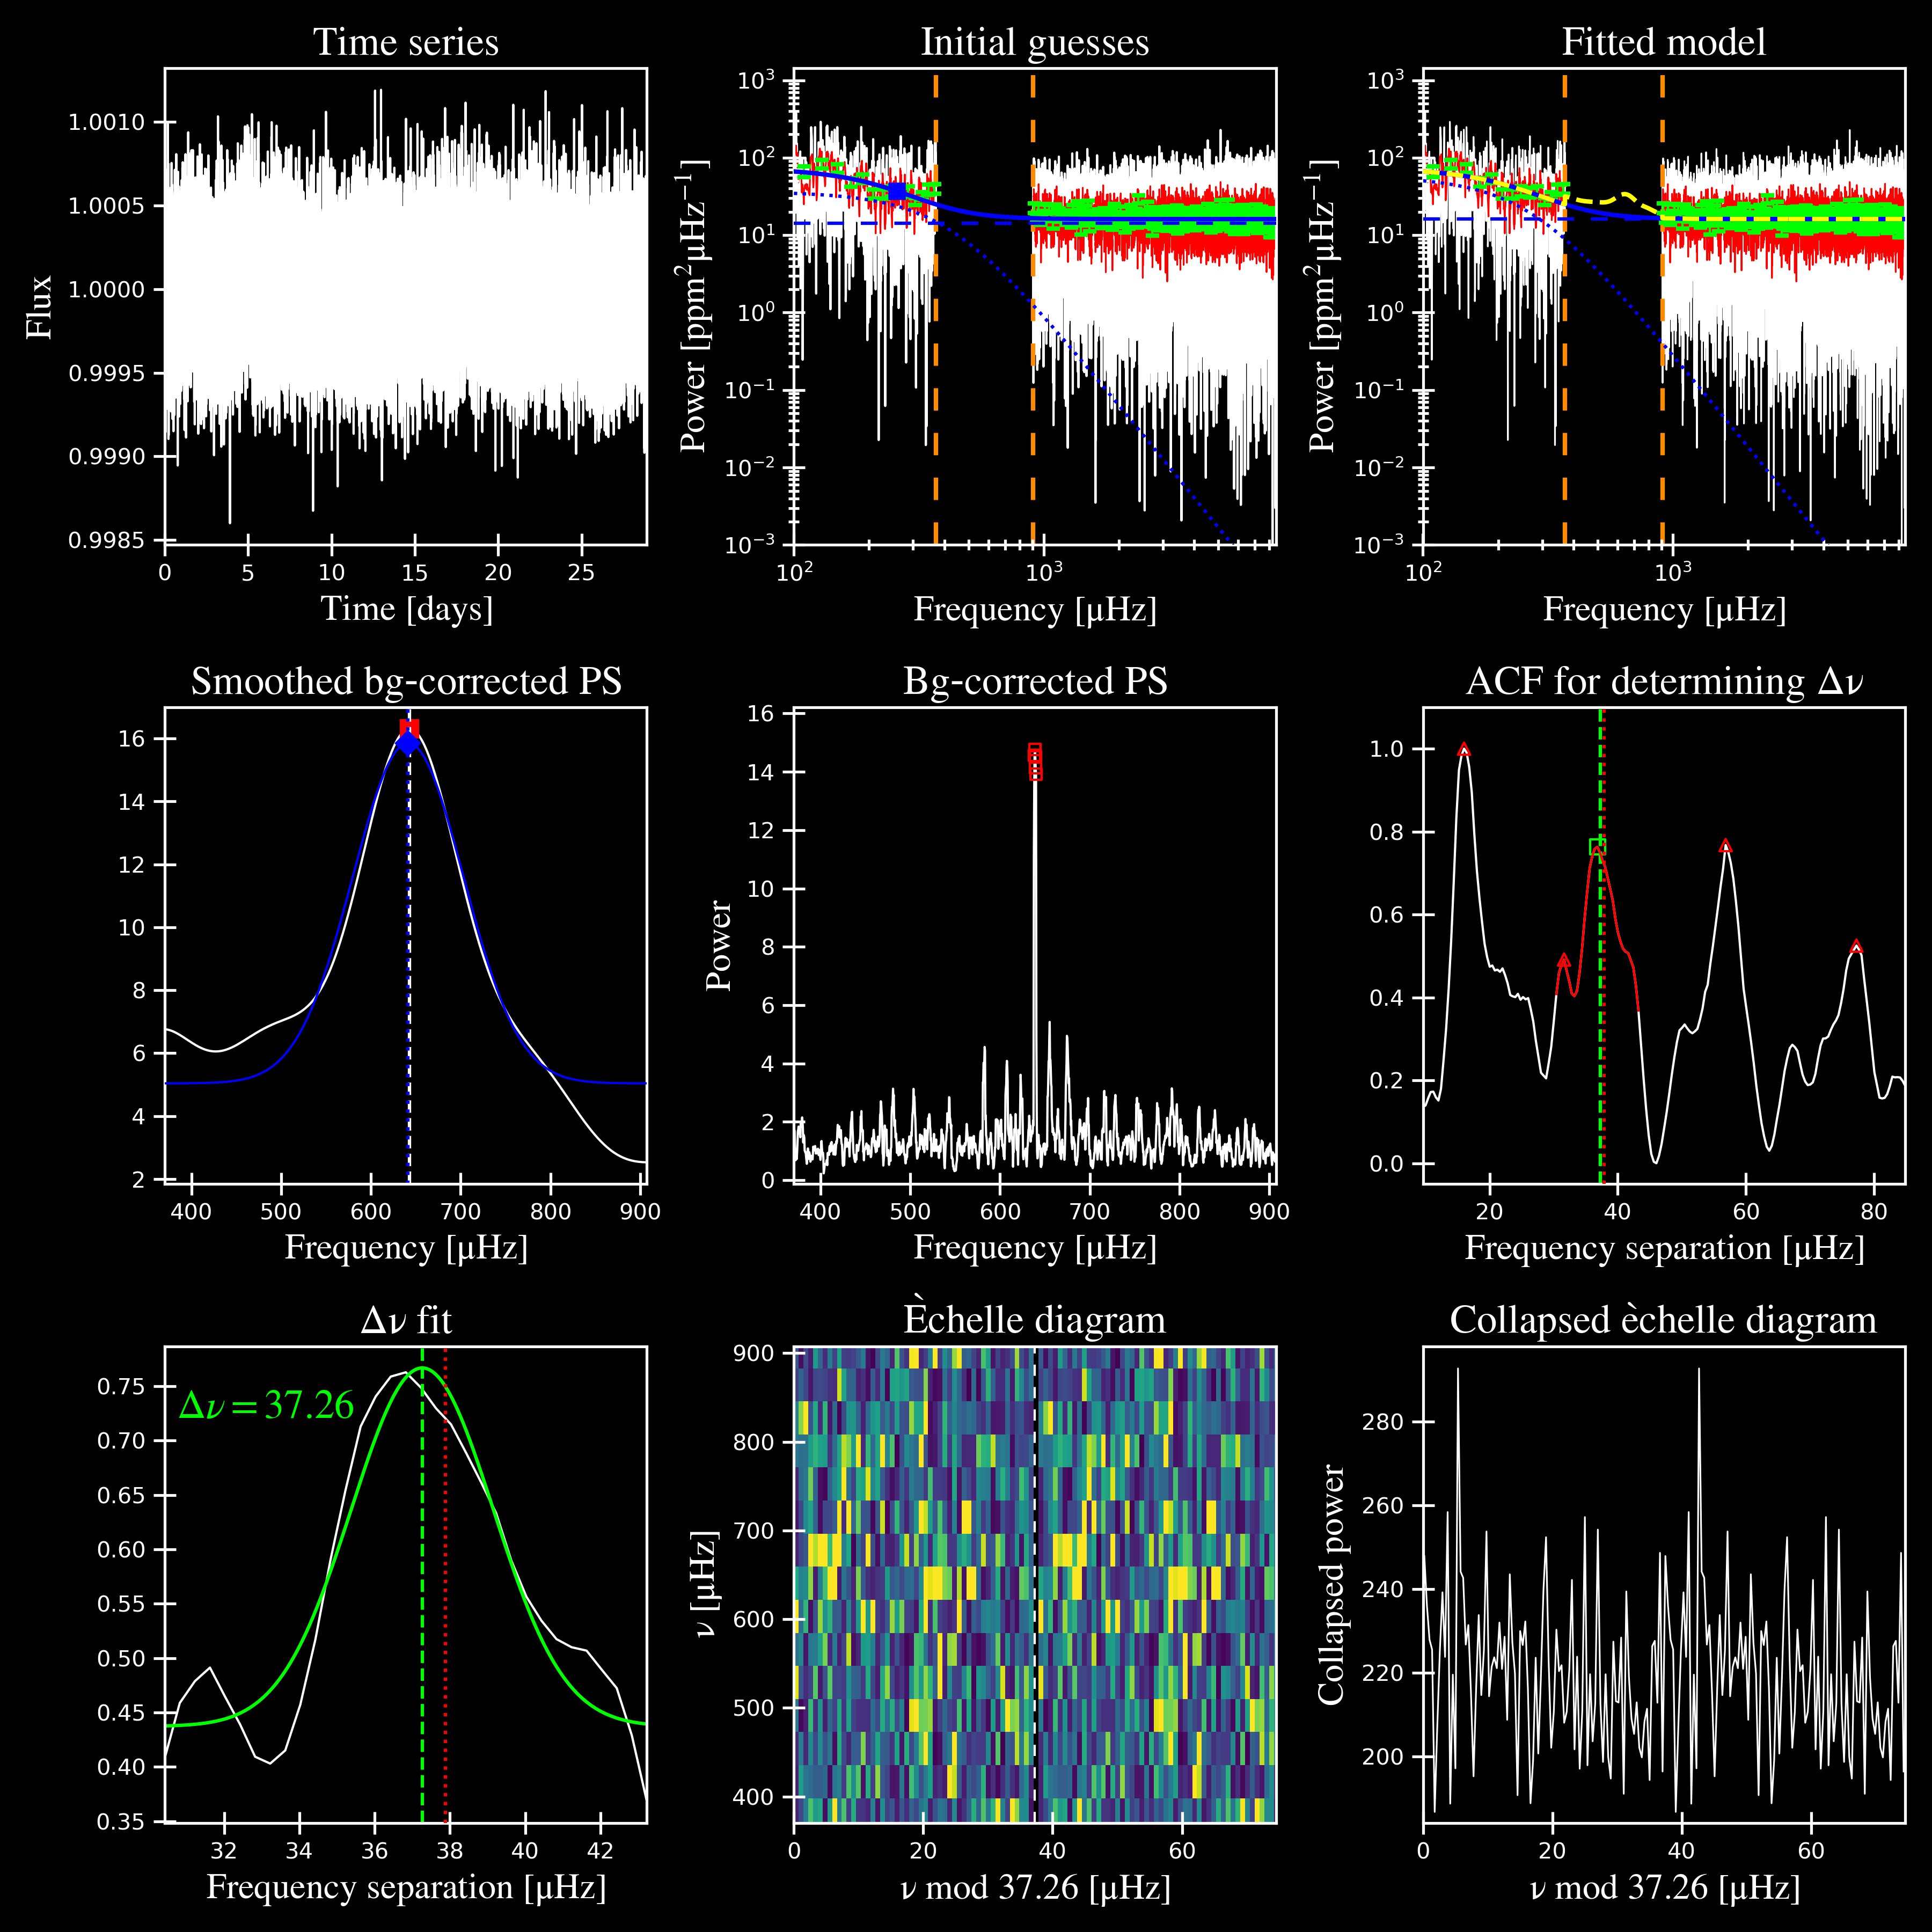 Time series
Flux
1.0010
1.0005
1.0000
0.9995
0.9990
0.9985
0 5 10 15 20 25
Time [days]
Initial guesses
Power [ppm²μHz⁻¹]
10³
10²
10¹
10⁰
10⁻¹
10⁻²
10⁻³
10² 10³
Frequency [μHz]
Fitted model
Power [ppm²μHz⁻¹]
10³
10²
10¹
10⁰
10⁻¹
10⁻²
10⁻³
10² 10³
Frequency [μHz]
Smoothed bg-corrected PS
16
14
12
10
8
6
4
2
400 500 600 700 800 900
Frequency [μHz]
Bg-corrected PS
Power
16
14
12
10
8
6
4
2
0
400 500 600 700 800 900
Frequency [μHz]
ACF for determining Δν
1.0
0.8
0.6
0.4
0.2
0.0
20 40 60 80
Frequency separation [μHz]
Δν fit
Δν = 37.26
0.75
0.70
0.65
0.60
0.55
0.50
0.45
0.40
0.35
32 34 36 38 40 42
Frequency separation [μHz]
Èchelle diagram
ν [μHz]
900
800
700
600
500
400
0 20 40 60
ν mod 37.26 [μHz]
Collapsed èchelle diagram
Collapsed power
280
260
240
220
200
0 20 40 60
ν mod 37.26 [μHz]